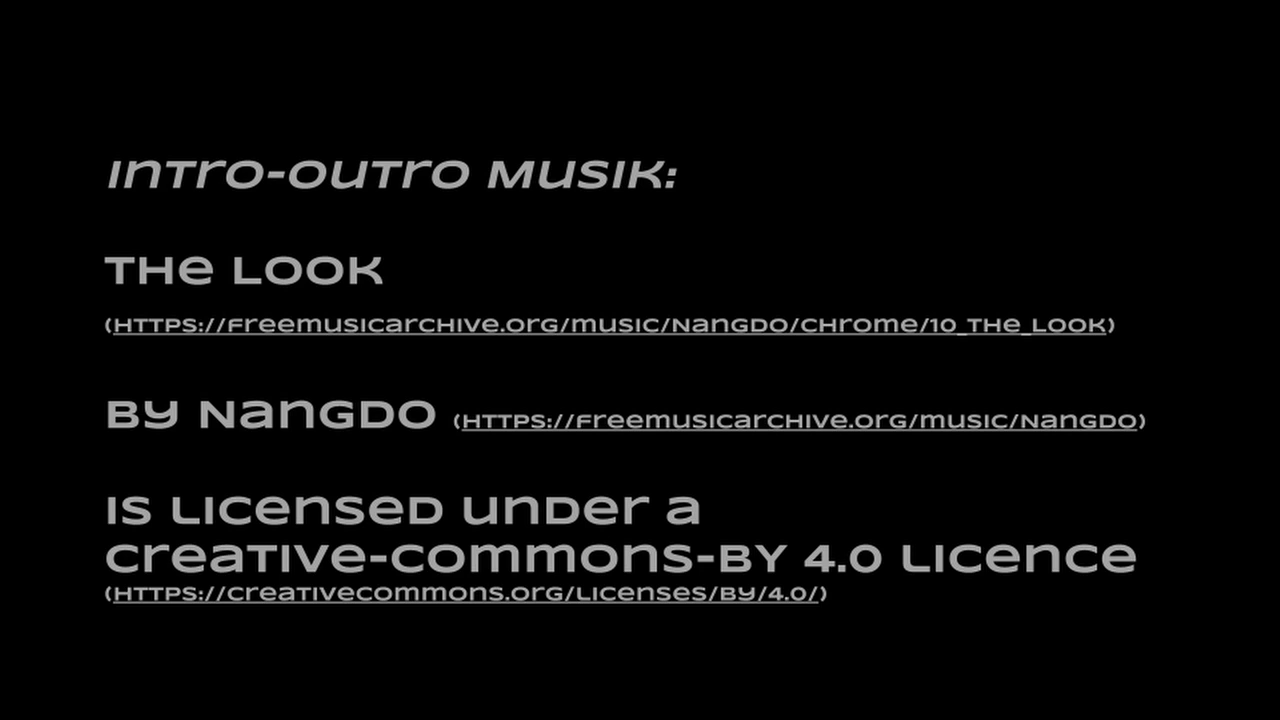 Intro-Outro Musik:
The Look
(https://freemusicarchive.org/music/Nangdo/Chrome/10_The_Look)
By Nangdo (https://freemusicarchive.org/music/Nangdo)
is licensed under a
creative-commons-BY 4.0 Licence
(https://creativecommons.org/licenses/by/4.0/)